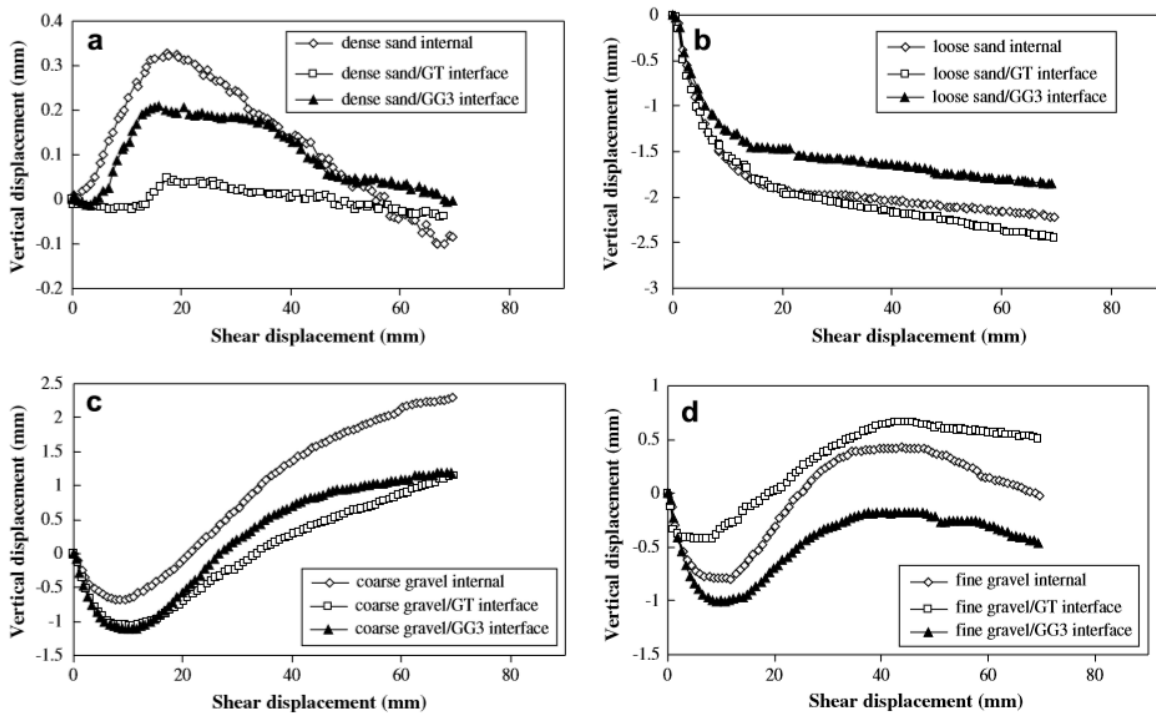 a
dense sand internal
dense sand/GT interface
dense sand/GG3 interface
Vertical displacement (mm)
0.4
0.3
0.2
0.1
0
-0.1
-0.2
0 20 40 60 80
Shear displacement (mm)
b
loose sand internal
loose sand/GT interface
loose sand/GG3 interface
Vertical displacement (mm)
0
-0.5
-1
-1.5
-2
-2.5
-3
0 20 40 60 80
Shear displacement (mm)
c
coarse gravel internal
coarse gravel/GT interface
coarse gravel/GG3 interface
Vertical displacement (mm)
2.5
2
1.5
1
0.5
0
-0.5
-1
-1.5
0 20 40 60 80
Shear displacement (mm)
d
fine gravel internal
fine gravel/GT interface
fine gravel/GG3 interface
Vertical displacement (mm)
1
0.5
0
-0.5
-1
-1.5
0 20 40 60 80
Shear displacement (mm)